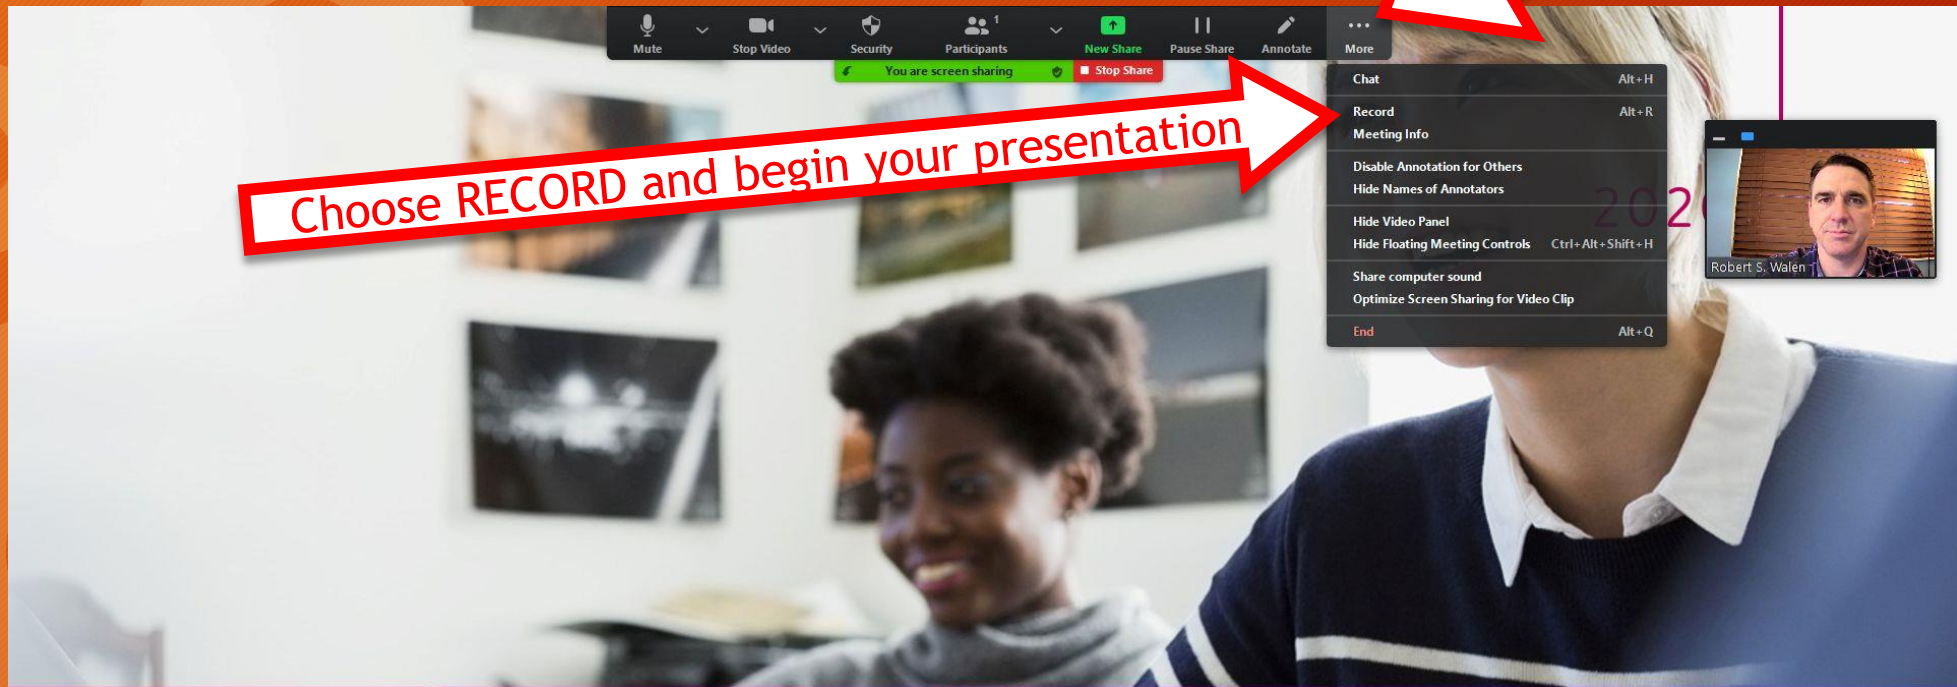 Mute
Stop Video
Security
Participants
1
New Share
Pause Share
Annotate
More
You are screen sharing
Stop Share
Chat Alt+H
Record Alt+R
Meeting Info
Disable Annotation for Others
Hide Names of Annotators
Hide Video Panel
Hide Floating Meeting Controls Ctrl+Alt+Shift+H
Share computer sound
Optimize Screen Sharing for Video Clip
End Alt+Q
Choose RECORD and begin your presentation
Robert S. Walen